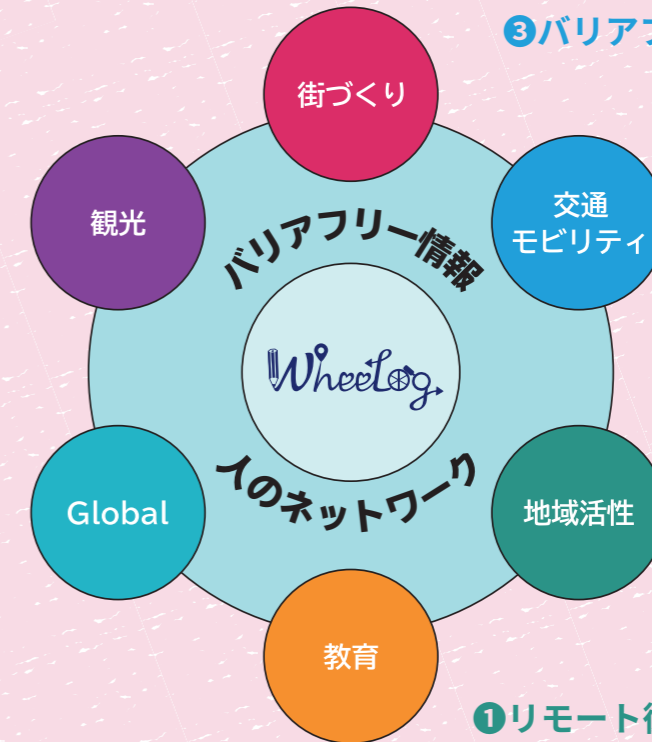 ❸バリアフ
街づくり
観光
交通
モビリティ
バリアフリー情報
WheeLog
人のネットワーク
Global
地域活性
教育
❶リモート街